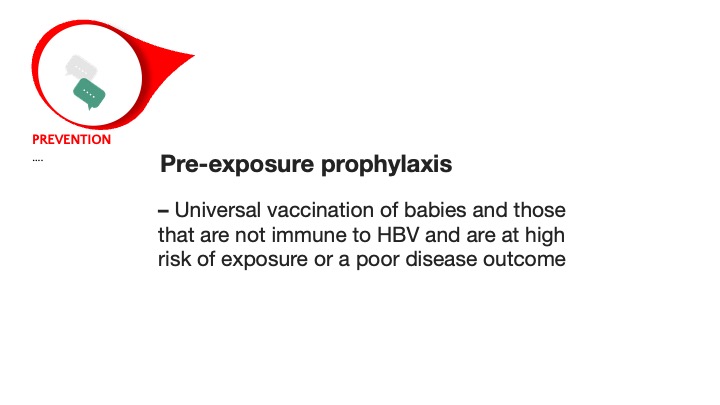 PREVENTION
....
Pre-exposure prophylaxis
– Universal vaccination of babies and those
that are not immune to HBV and are at high
risk of exposure or a poor disease outcome